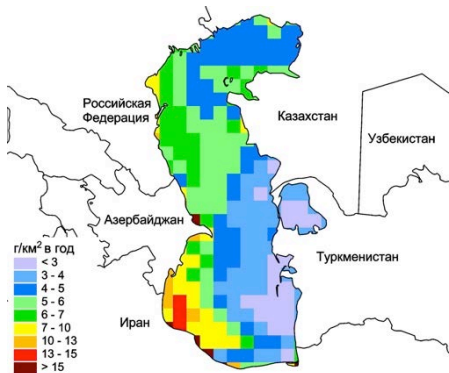 Российская
Федерация
Казахстан
Узбекистан
Азербайджан
Туркменистан
Иран
г/км² в год
< 3
3 - 4
4 - 5
5 - 6
6 - 7
7 - 10
10 - 13
13 - 15
> 15